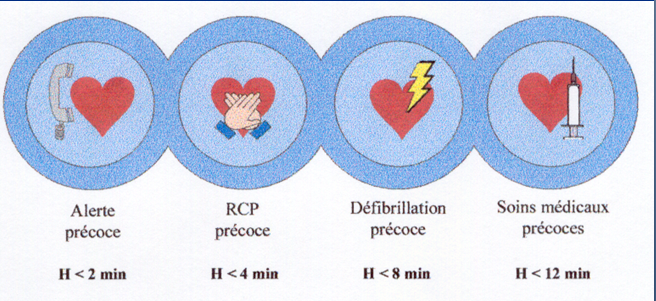 Alerte
précoce
H < 2 min
RCP
précoce
H < 4 min
Défibrillation
précoce
H < 8 min
Soins médicaux
précoces
H < 12 min